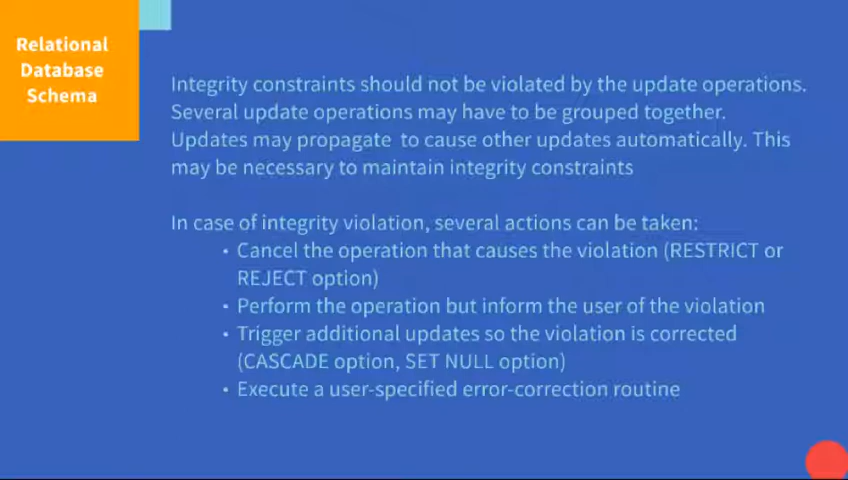 Relational
Database
Schema
Integrity constraints should not be violated by the update operations.
Several update operations may have to be grouped together.
Updates may propagate to cause other updates automatically. This
may be necessary to maintain integrity constraints
In case of integrity violation, several actions can be taken:
• Cancel the operation that causes the violation (RESTRICT or
REJECT option)
• Perform the operation but inform the user of the violation
• Trigger additional updates so the violation is corrected
(CASCADE option, SET NULL option)
• Execute a user-specified error-correction routine